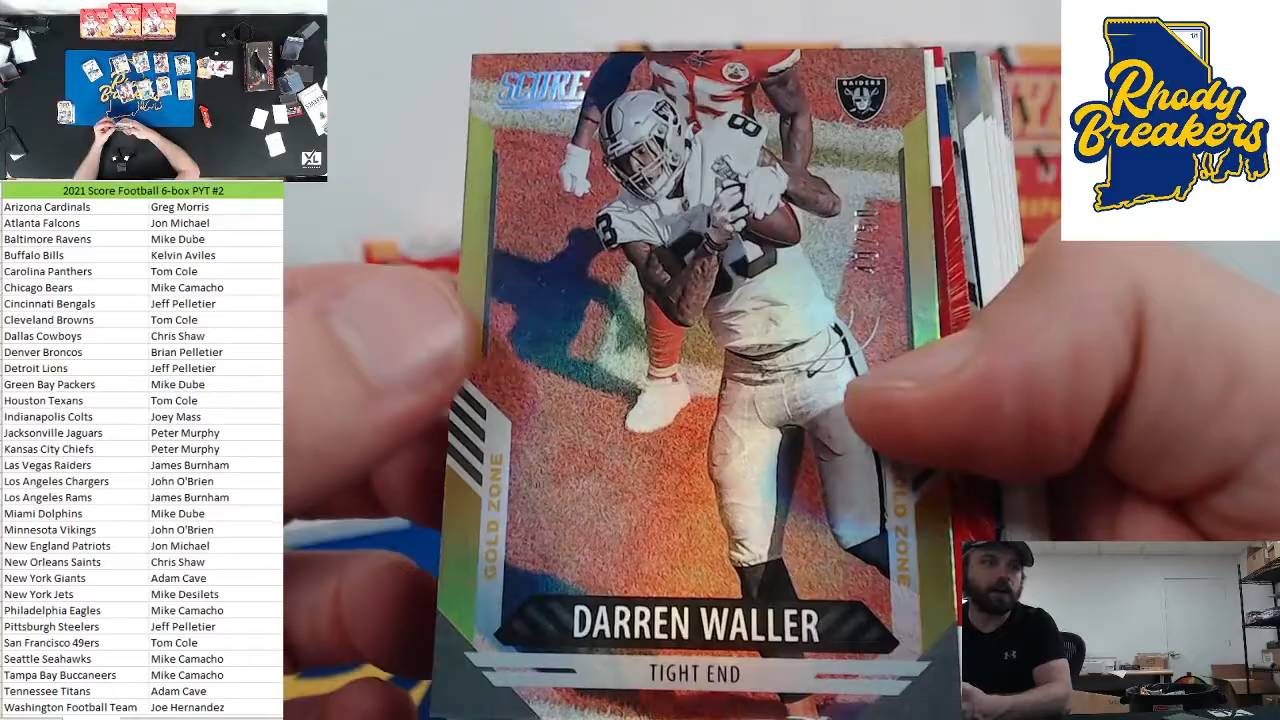 2021 Score Football 6-box PYT #2
Arizona Cardinals Greg Morris
Atlanta Falcons Jon Michael
Baltimore Ravens Mike Dube
Buffalo Bills Kelvin Aviles
Carolina Panthers Tom Cole
Chicago Bears Mike Camacho
Cincinnati Bengals Jeff Pelletier
Cleveland Browns Tom Cole
Dallas Cowboys Chris Shaw
Denver Broncos Brian Pelletier
Detroit Lions Jeff Pelletier
Green Bay Packers Mike Dube
Houston Texans Tom Cole
Indianapolis Colts Joey Mass
Jacksonville Jaguars Peter Murphy
Kansas City Chiefs Peter Murphy
Las Vegas Raiders James Burnham
Los Angeles Chargers John O'Brien
Los Angeles Rams James Burnham
Miami Dolphins Mike Dube
Minnesota Vikings John O'Brien
New England Patriots Jon Michael
New Orleans Saints Chris Shaw
New York Giants Adam Cave
New York Jets Mike Desilets
Philadelphia Eagles Mike Camacho
Pittsburgh Steelers Jeff Pelletier
San Francisco 49ers Tom Cole
Seattle Seahawks Mike Camacho
Tampa Bay Buccaneers Mike Camacho
Tennessee Titans Adam Cave
Washington Football Team Joe Hernandez
SCORE
RAIDERS
GOLD ZONE
OLD ZONE
DARREN WALLER
TIGHT END
1/1
Rhody
Breakers
XL